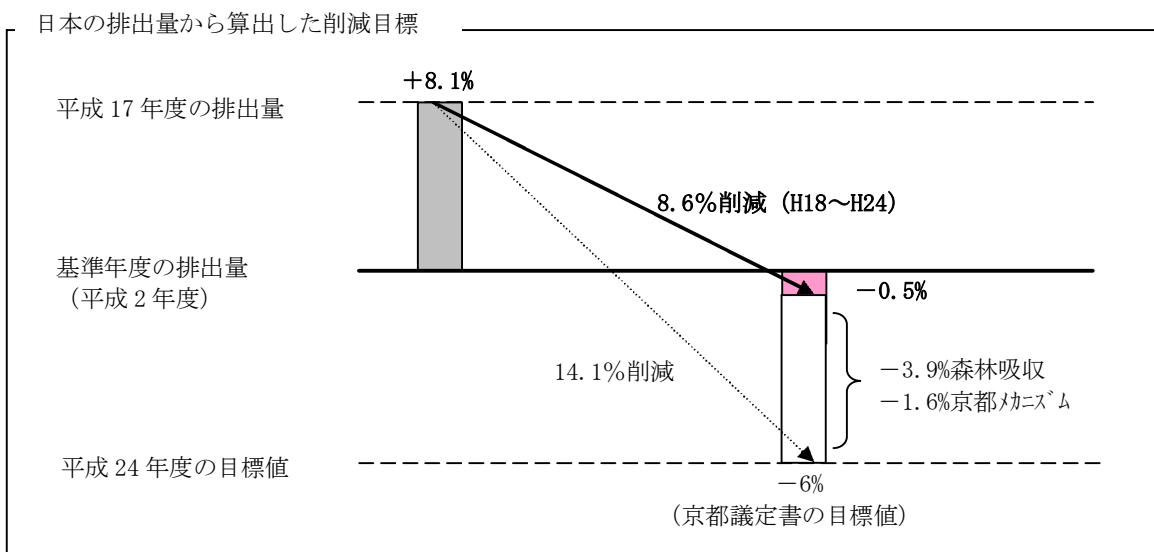 日本の排出量から算出した削減目標
+8.1%
平成 17 年度の排出量
8.6%削減 (H18～H24)
基準年度の排出量
(平成 2 年度)
－0.5%
14.1%削減
－3.9%森林吸収
－1.6%京都ﾒｶﾆｽﾞﾑ
平成 24 年度の目標値
－6%
(京都議定書の目標値)